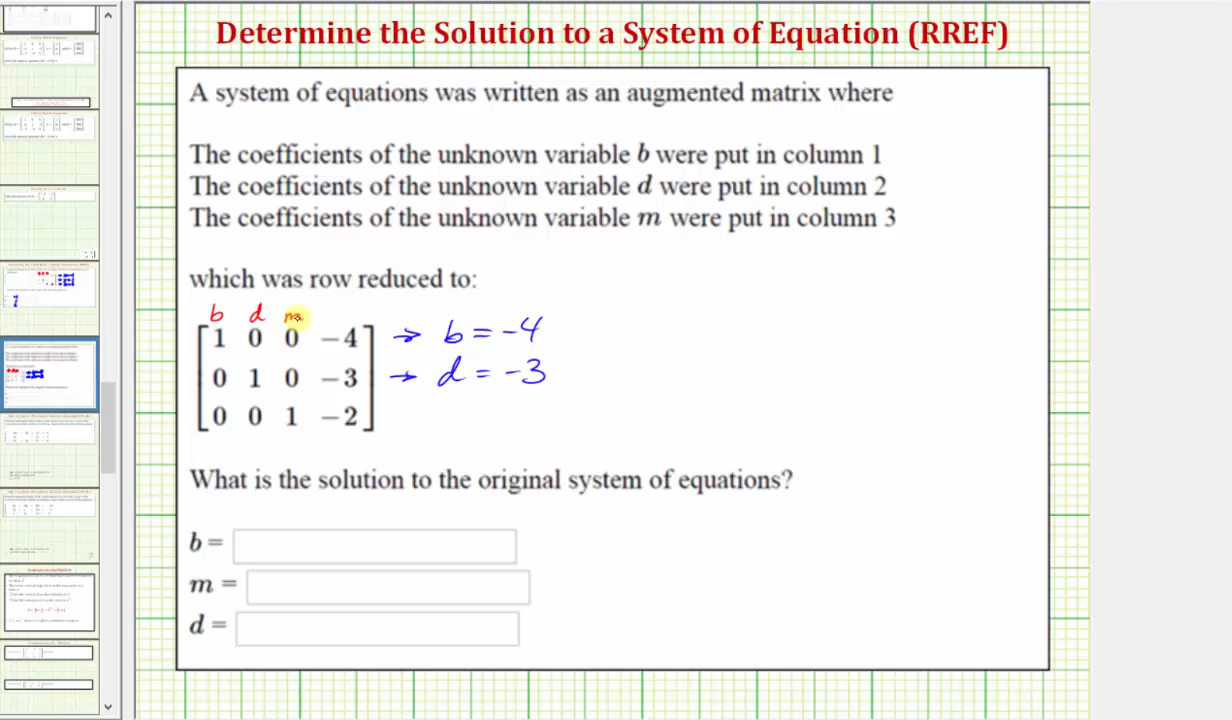 Determine the Solution to a System of Equation (RREF)
A system of equations was written as an augmented matrix where
The coefficients of the unknown variable b were put in column 1
The coefficients of the unknown variable d were put in column 2
The coefficients of the unknown variable m were put in column 3
which was row reduced to:
b d m
1 0 0 −4 → b = −4
0 1 0 −3 → d = −3
0 0 1 −2
What is the solution to the original system of equations?
b =
m =
d =